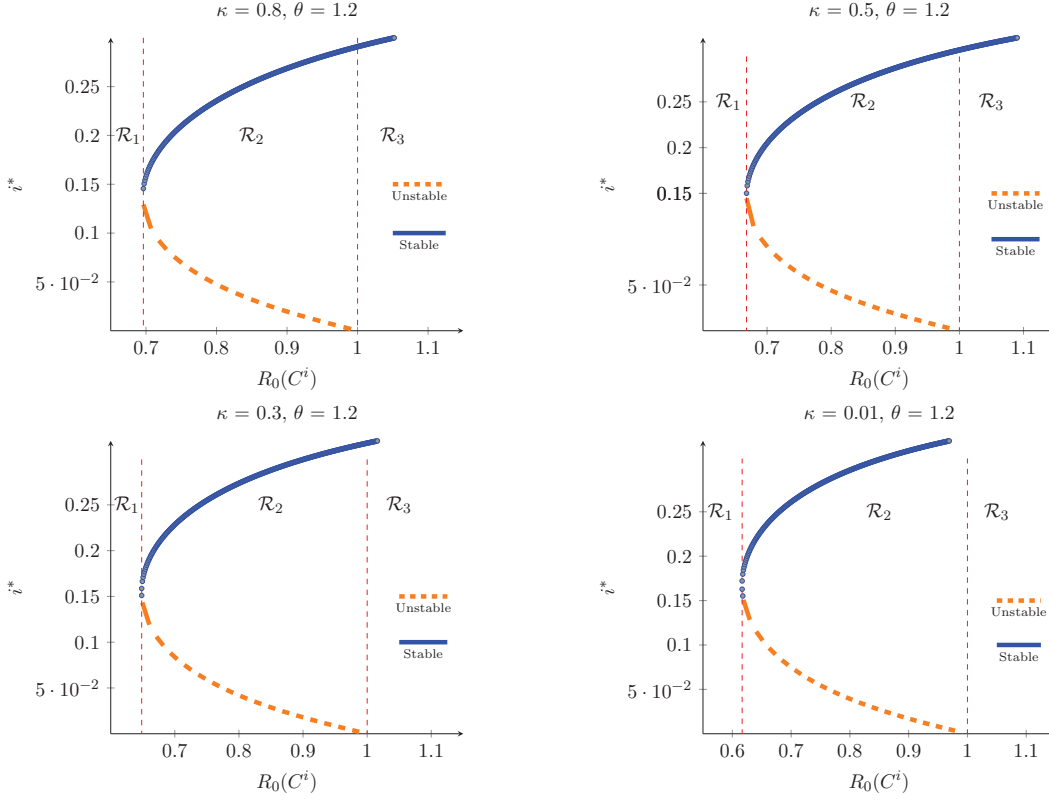 κ = 0.8, θ = 1.2
0.25
0.2
0.15
0.1
5 · 10⁻²
i*
ℛ₁
ℛ₂
ℛ₃
Unstable
Stable
0.7 0.8 0.9 1 1.1
R₀(Cⁱ)
κ = 0.5, θ = 1.2
0.25
0.2
0.15
5 · 10⁻²
i*
ℛ₁
ℛ₂
ℛ₃
Unstable
Stable
0.7 0.8 0.9 1 1.1
R₀(Cⁱ)
κ = 0.3, θ = 1.2
0.25
0.2
0.15
0.1
5 · 10⁻²
i*
ℛ₁
ℛ₂
ℛ₃
Unstable
Stable
0.7 0.8 0.9 1 1.1
R₀(Cⁱ)
κ = 0.01, θ = 1.2
0.25
0.2
0.15
0.1
5 · 10⁻²
i*
ℛ₁
ℛ₂
ℛ₃
Unstable
Stable
0.6 0.7 0.8 0.9 1 1.1
R₀(Cⁱ)